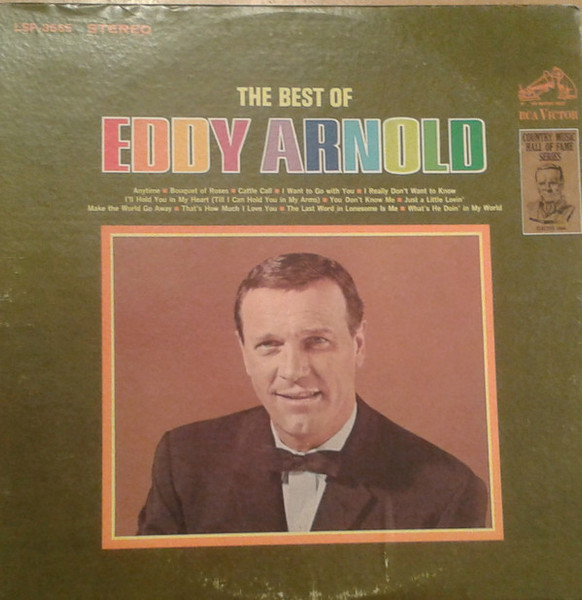 LSP 3565 STEREO
THE BEST OF
EDDY ARNOLD
RCA VICTOR
COUNTRY MUSIC
HALL OF FAME
SERIES
Anytime ■ Bouquet of Roses ■ Cattle Call ■ I Want to Go with You ■ I Really Don't Want to Know
I'll Hold You in My Heart (Till I Can Hold You in My Arms) ■ You Don't Know Me ■ Just a Little Lovin'
Make the World Go Away ■ That's How Much I Love You ■ The Last Word in Lonesome Is Me ■ What's He Doin' in My World